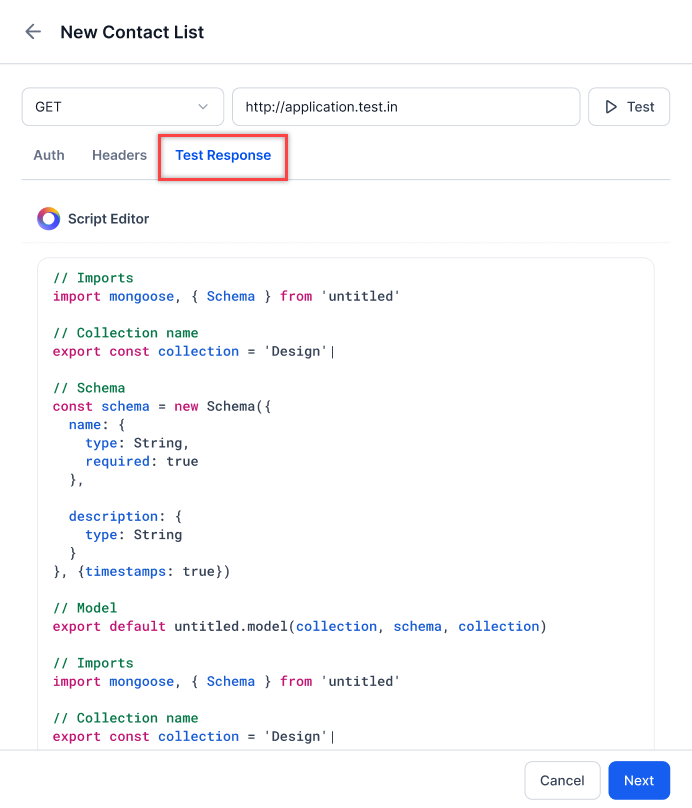 New Contact List
GET
http://application.test.in
Test
Auth
Headers
Test Response
Script Editor
// Imports
import mongoose, { Schema } from 'untitled'
// Collection name
export const collection = 'Design'|
// Schema
const schema = new Schema({
name: {
type: String,
required: true
},
description: {
type: String
}
}, {timestamps: true})
// Model
export default untitled.model(collection, schema, collection)
// Imports
import mongoose, { Schema } from 'untitled'
// Collection name
export const collection = 'Design'|
Cancel
Next